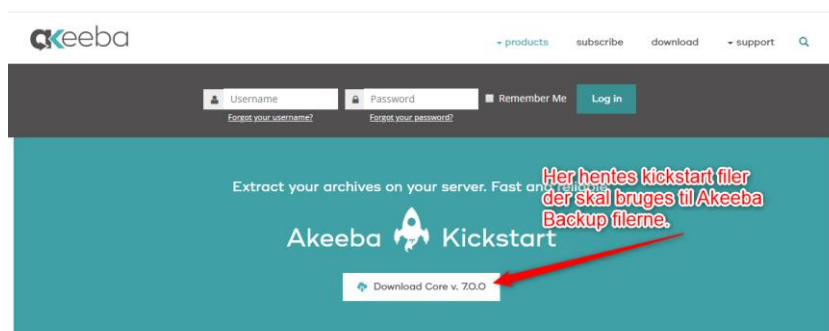 akeeba
products subscribe download support
Username Password Remember Me Log in
Forgot your username? Forgot your password?
Extract your archives on your server. Fast and reliable.
Her hentes kickstart filer
der skal bruges til Akeeba
Backup filerne.
Akeeba Kickstart
Download Core v. 7.0.0